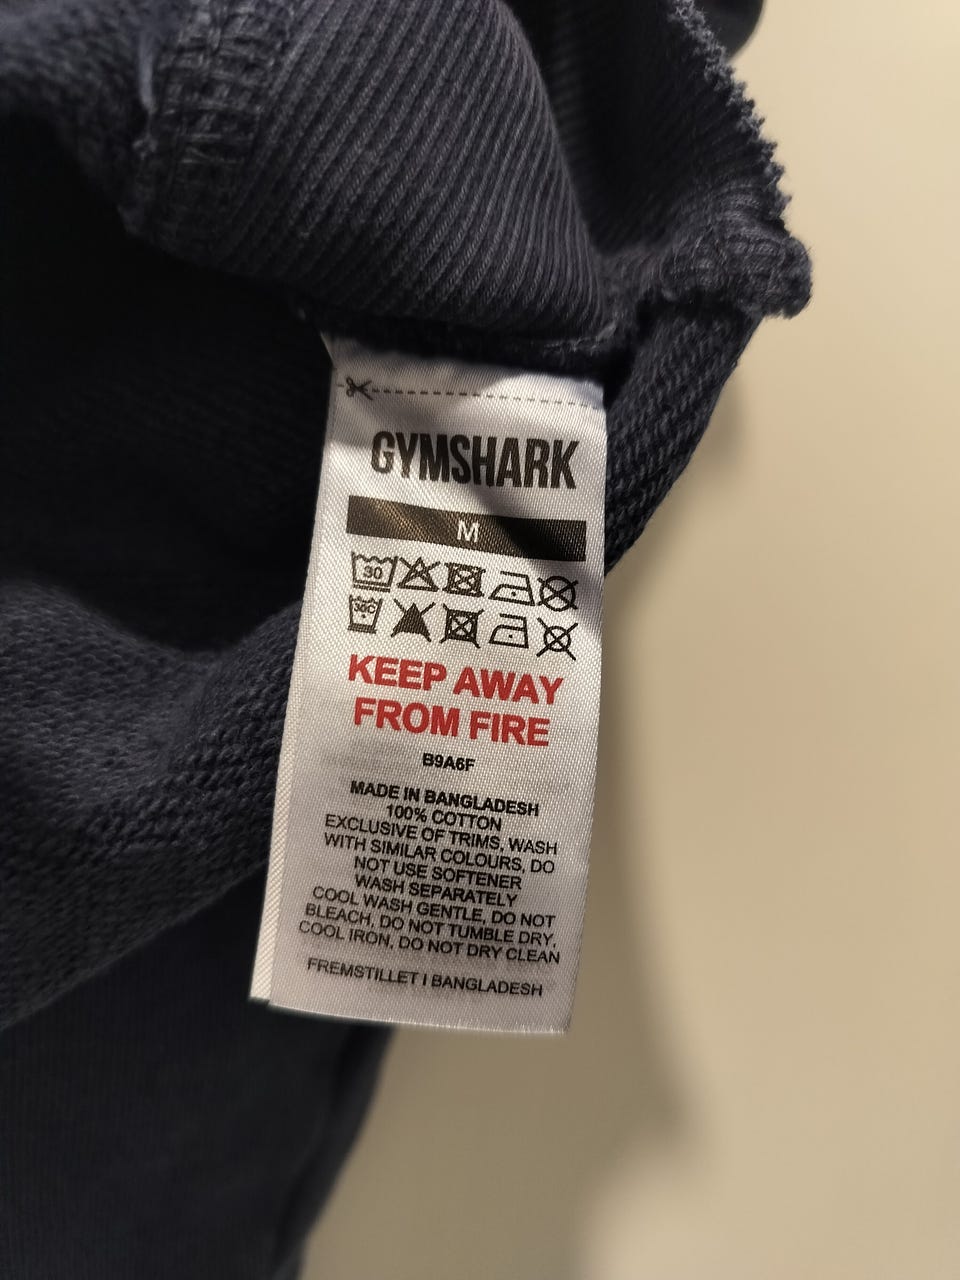 GYMSHARK
M
30
30C
KEEP AWAY
FROM FIRE
B9A6F
MADE IN BANGLADESH
100% COTTON
EXCLUSIVE OF TRIMS, WASH
WITH SIMILAR COLOURS, DO
NOT USE SOFTENER
WASH SEPARATELY
COOL WASH GENTLE, DO NOT
BLEACH, DO NOT TUMBLE DRY,
COOL IRON, DO NOT DRY CLEAN
FREMSTILLET I BANGLADESH